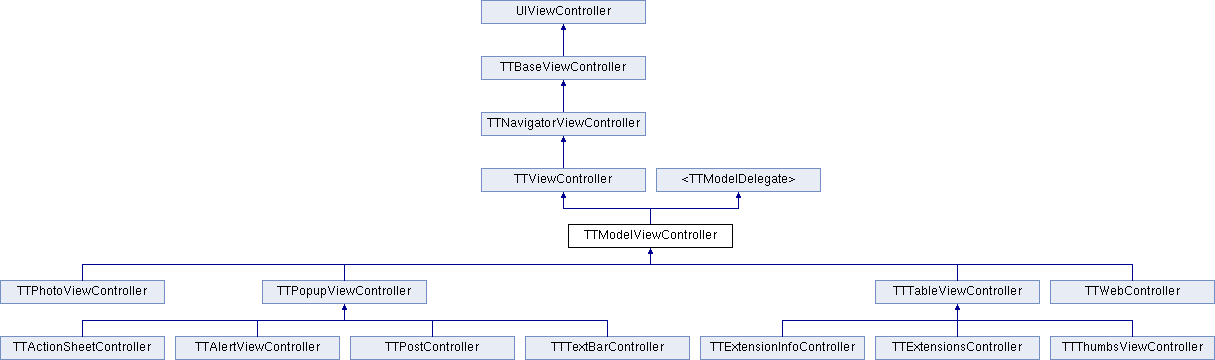 UIViewController
TTBaseViewController
TTNavigatorViewController
TTViewController
<TTModelDelegate>
TTModelViewController
TTPhotoViewController
TTPopupViewController
TTTableViewController
TTWebController
TTActionSheetController
TTAlertViewController
TTPostController
TTTextBarController
TTExtensionInfoController
TTExtensionsController
TTThumbsViewController